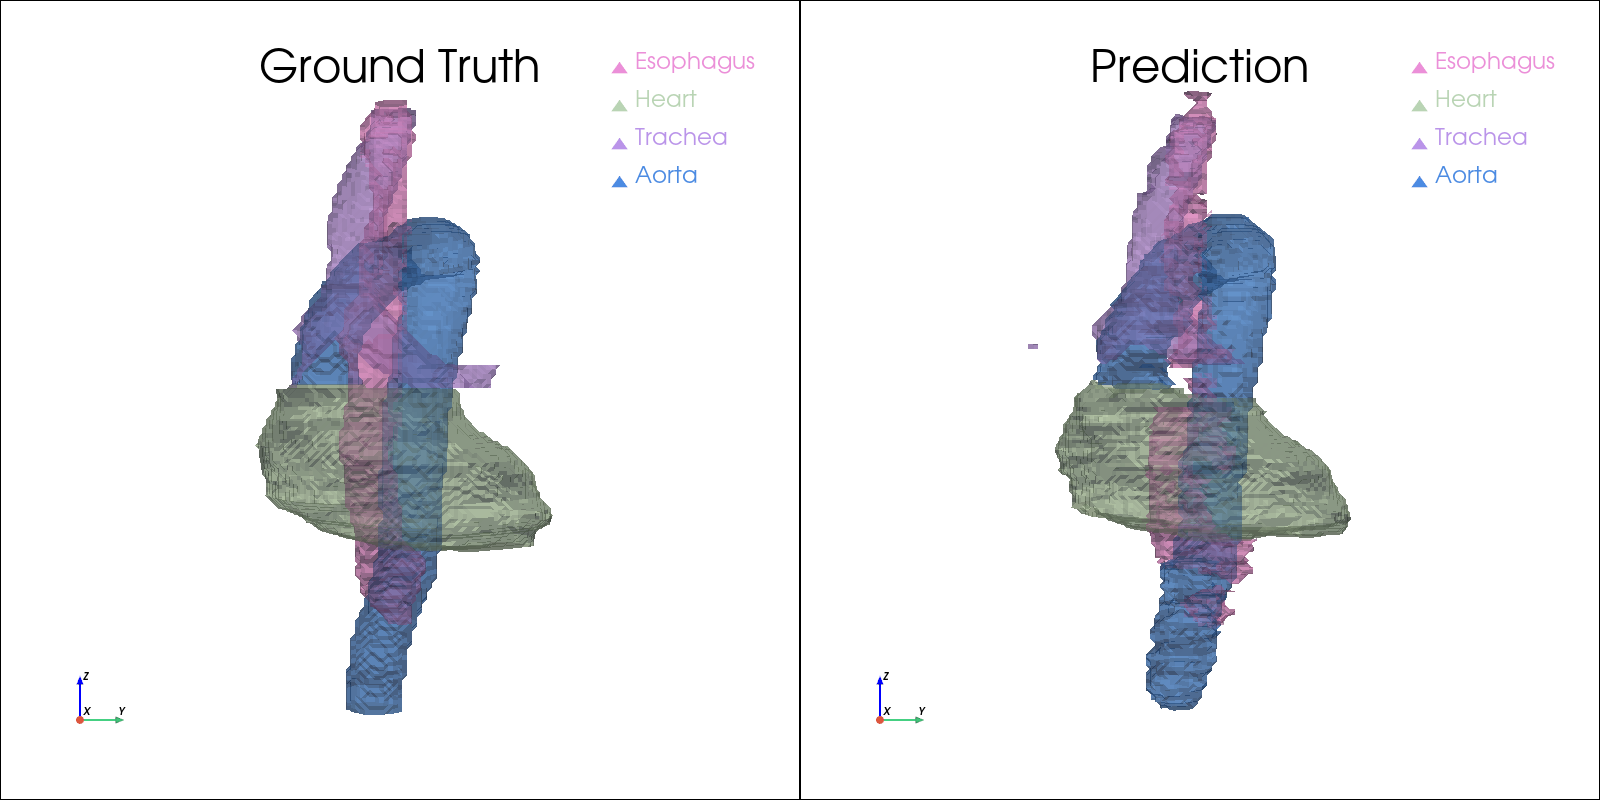 Ground Truth
Esophagus
Heart
Trachea
Aorta
Z
X
Y
Prediction
Esophagus
Heart
Trachea
Aorta
Z
X
Y